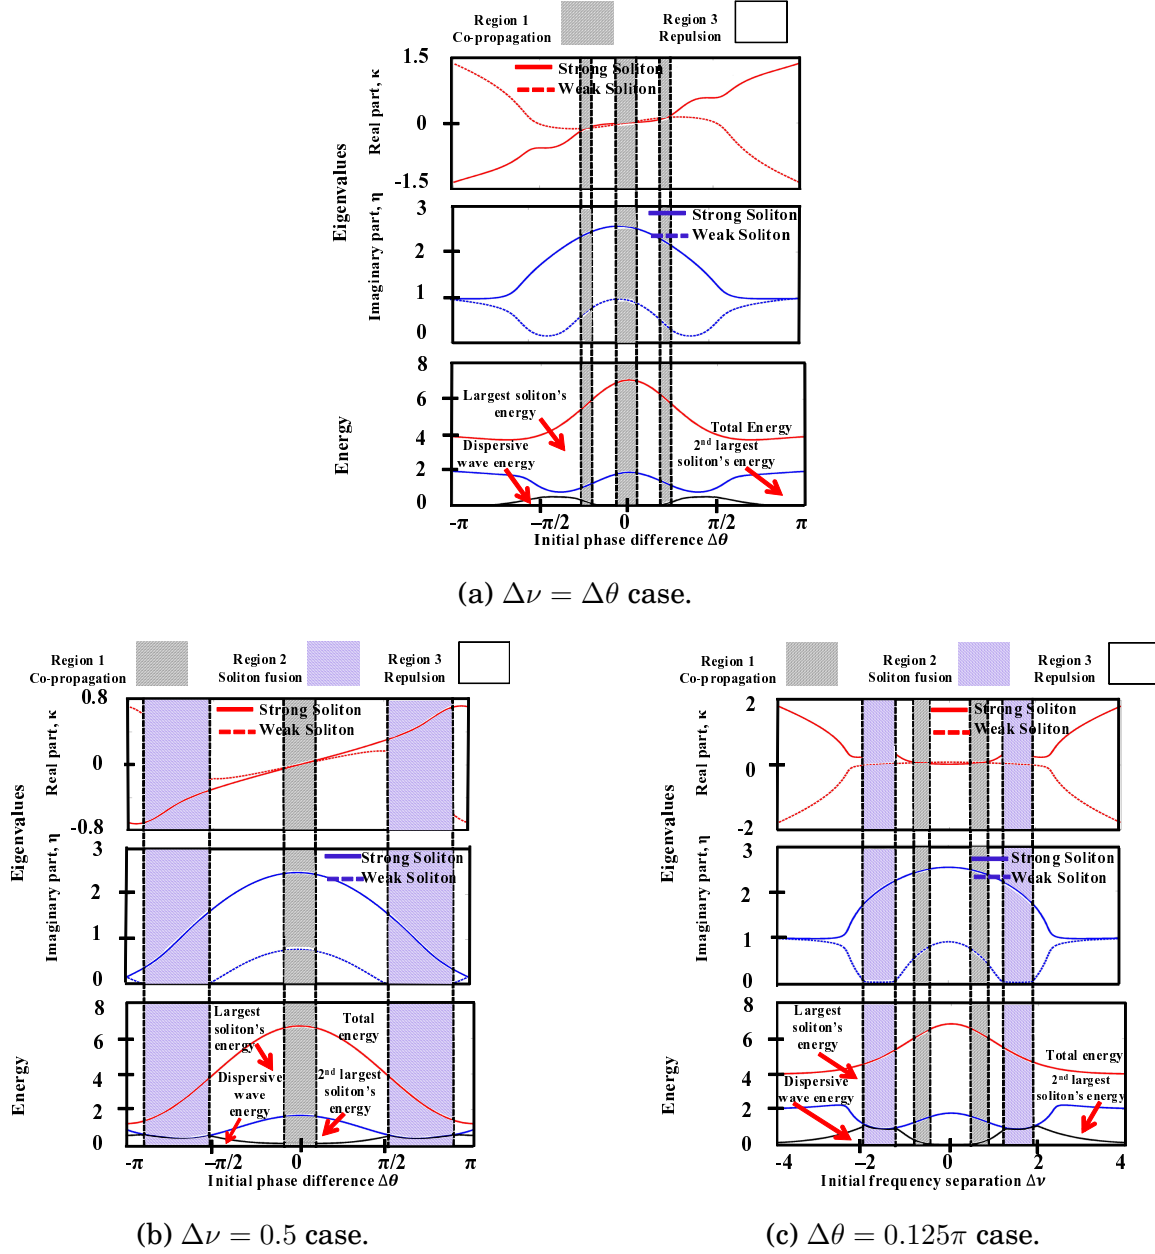 Region 1
Co-propagation
Region 3
Repulsion
1.5
0
-1.5
Real part, κ
Strong Soliton
Weak Soliton
Eigenvalues
3
2
1
0
Imaginary part, η
Strong Soliton
Weak Soliton
8
6
4
2
0
Energy
Largest soliton's
energy
Dispersive
wave energy
Total Energy
2nd largest
soliton's energy
-π
−π/2
0
π/2
π
Initial phase difference Δθ
(a) Δν = Δθ case.
Region 1
Co-propagation
Region 2
Soliton fusion
Region 3
Repulsion
0.8
0
-0.8
Real part, κ
Strong Soliton
Weak Soliton
Eigenvalues
3
2
1
0
Imaginary part, η
Strong Soliton
Weak Soliton
8
6
4
2
0
Energy
Largest
soliton's
energy
Total
energy
Dispersive
wave
energy
2nd largest
soliton's
energy
-π
−π/2
0
π/2
π
Initial phase difference Δθ
(b) Δν = 0.5 case.
Region 1
Co-propagation
Region 2
Soliton fusion
Region 3
Repulsion
2
0
-2
Real part, κ
Strong Soliton
Weak Soliton
Eigenvalues
3
2
1
0
Imaginary part, η
Strong Soliton
Weak Soliton
8
6
4
2
0
Energy
Largest
soliton's
energy
Dispersive
wave energy
Total energy
2nd largest
soliton's energy
-4
−2
0
2
4
Initial frequency separation Δν
(c) Δθ = 0.125π case.